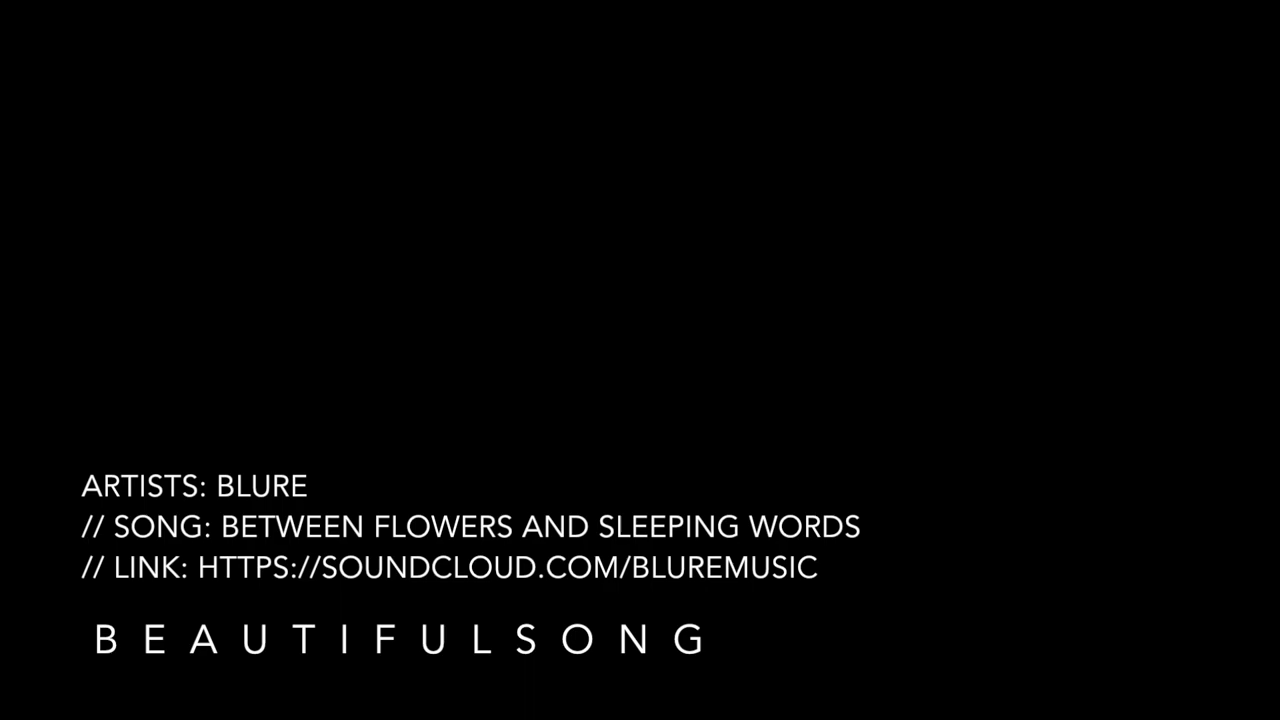 ARTISTS: BLURE
// SONG: BETWEEN FLOWERS AND SLEEPING WORDS
// LINK: HTTPS://SOUNDCLOUD.COM/BLUREMUSIC
B E A U T I F U L S O N G